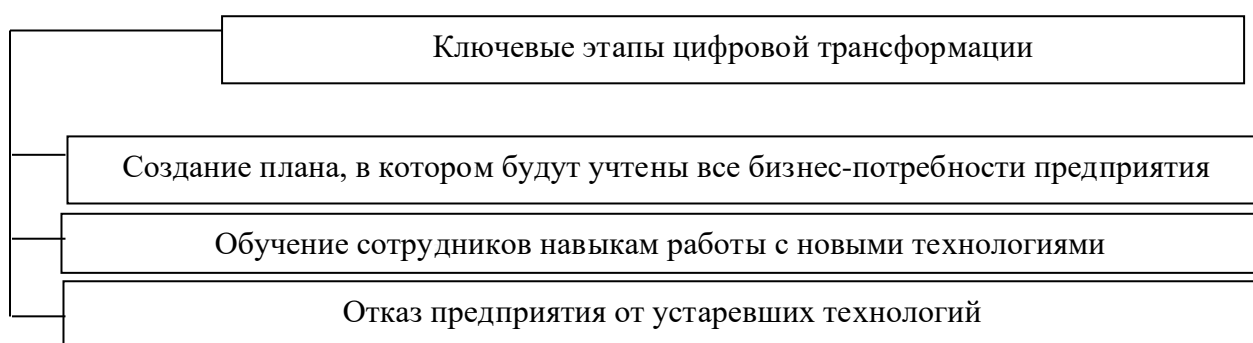 Ключевые этапы цифровой трансформации
Создание плана, в котором будут учтены все бизнес-потребности предприятия
Обучение сотрудников навыкам работы с новыми технологиями
Отказ предприятия от устаревших технологий